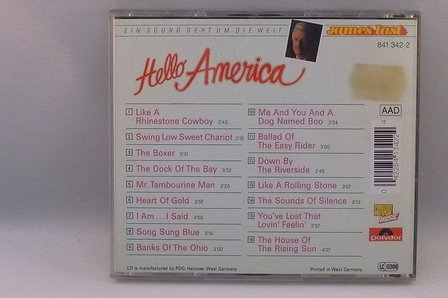 EIN SOUND GEHT UM DIE WELT
James Last
841 342-2
Hello America
AAD
1 Like A
Rhinestone Cowboy 3'43
2 Swing Low Sweet Chariot 3'12
3 The Boxer 5'31
4 The Dock Of The Bay 3'32
5 Mr. Tambourine Man 2'20
6 Heart Of Gold 2'57
7 I Am... I Said 4'00
8 Song Sung Blue 3'15
9 Banks Of The Ohio 3'00
10 Me And You And A
Dog Named Boo 3'34
11 Ballad Of
The Easy Rider 3'00
12 Down By
The Riverside 2'40
13 Like A Rolling Stone 3'07
14 The Sounds Of Silence 5'13
15 You've Lost That
Lovin' Feelin' 2'57
16 The House Of
The Rising Sun 4'27
Polydor
CD is manufactured by PDO, Hanover, West Germany
Printed in West Germany
LC 0309